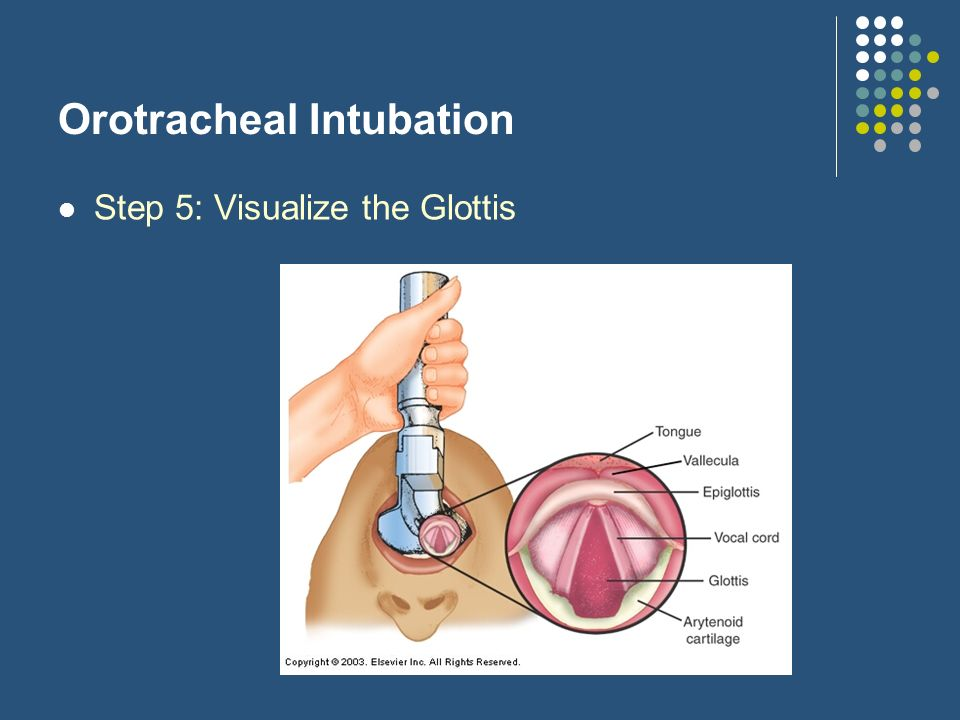 Orotracheal Intubation
Step 5: Visualize the Glottis
Tongue
Vallecula
Epiglottis
Vocal cord
Glottis
Arytenoid
cartilage
Copyright © 2003. Elsevier Inc. All Rights Reserved.